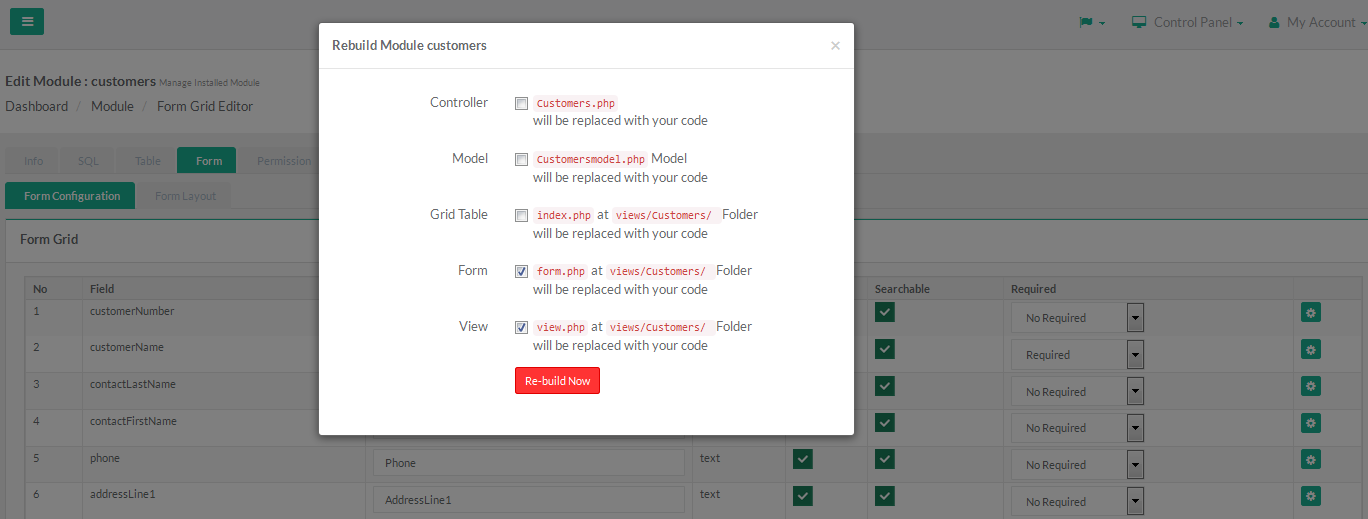 Control Panel My Account
Rebuild Module customers ×
Edit Module : customers Manage Installed Module
Dashboard / Module / Form Grid Editor
Info SQL Table Form Permission
Form Configuration Form Layout
Form Grid
Controller Customers.php
will be replaced with your code
Model Customersmodel.php Model
will be replaced with your code
Grid Table index.php at views/Customers/ Folder
will be replaced with your code
Form form.php at views/Customers/ Folder
will be replaced with your code
View view.php at views/Customers/ Folder
will be replaced with your code
Re-build Now
No Field Searchable Required
1 customerNumber No Required
2 customerName Required
3 contactLastName No Required
4 contactFirstName No Required
5 phone Phone text No Required
6 addressLine1 AddressLine1 text No Required